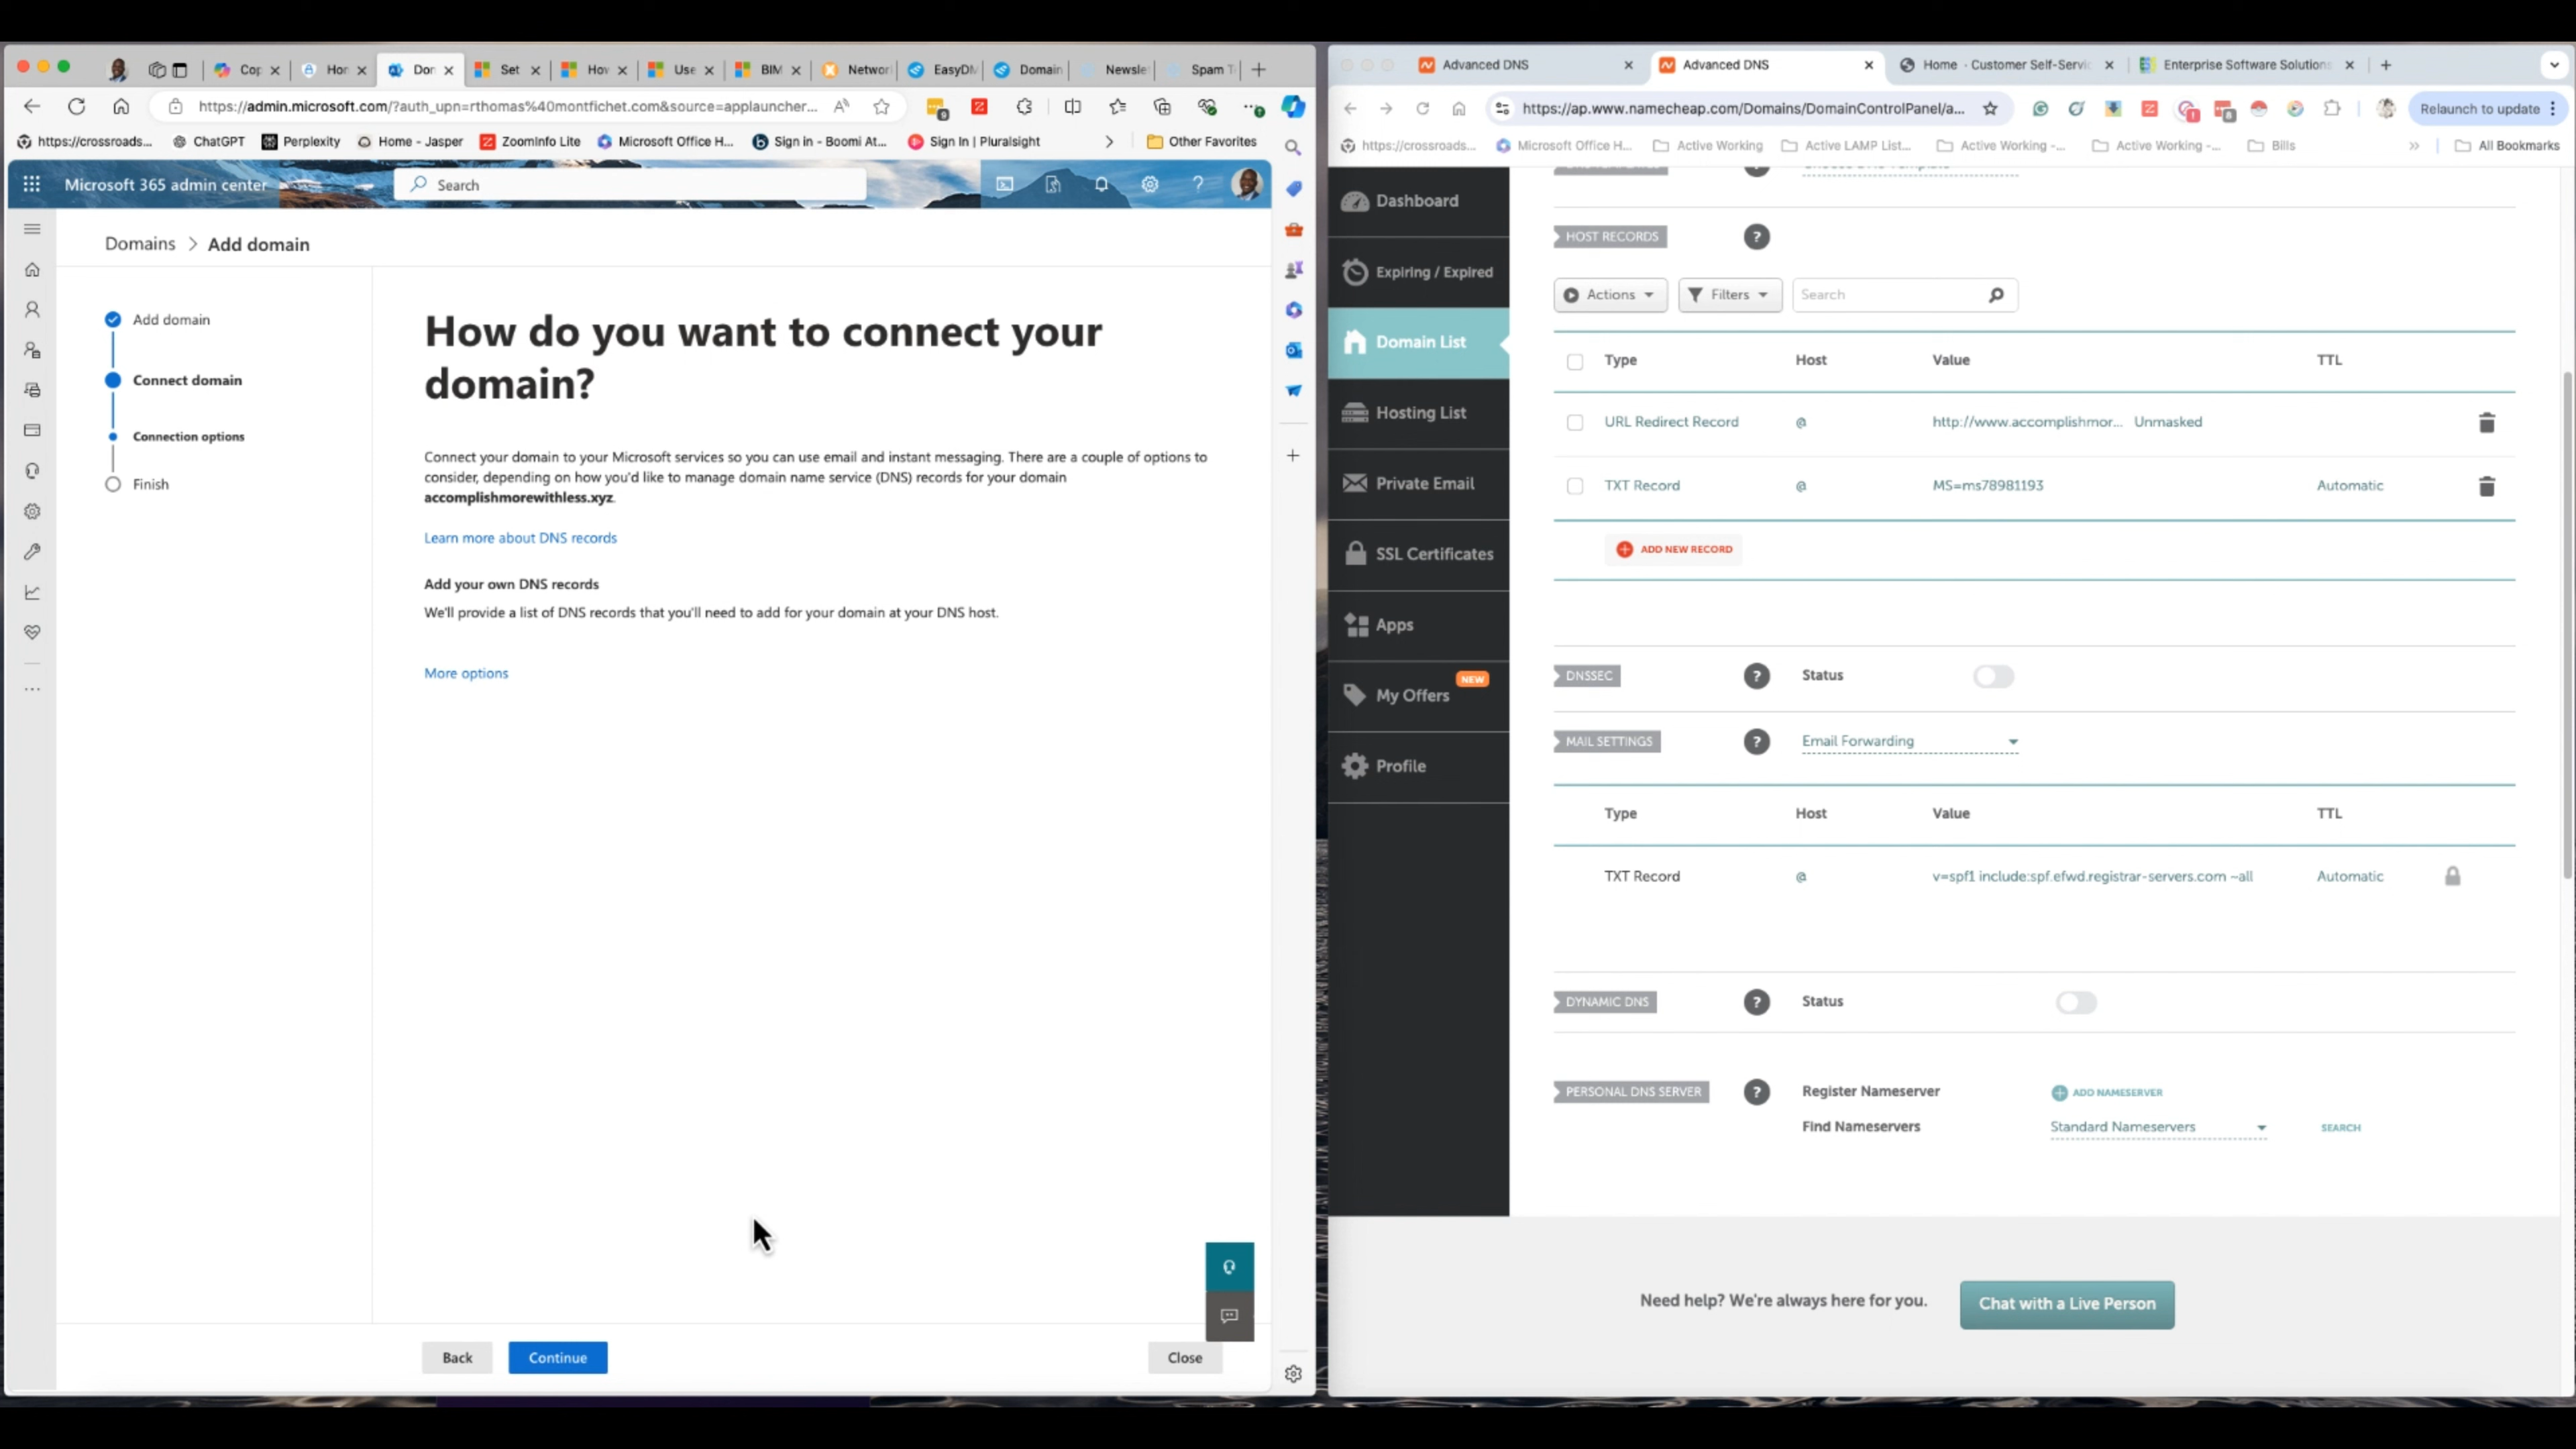 Cop
Hor
Don
Set
How
Use
BIM
Networ
EasyDM
Domain
Newsle
Spam T
https://admin.microsoft.com/?auth_upn=rthomas%40montfichet.com&source=applauncher...
https://crossroads...
ChatGPT
Perplexity
Home - Jasper
ZoomInfo Lite
Microsoft Office H...
Sign in - Boomi At...
Sign In | Pluralsight
Other Favorites
Microsoft 365 admin center
Search
Domains > Add domain
Add domain
Connect domain
Connection options
Finish
How do you want to connect your
domain?
Connect your domain to your Microsoft services so you can use email and instant messaging. There are a couple of options to
consider, depending on how you'd like to manage domain name service (DNS) records for your domain
accomplishmorewithless.xyz.
Learn more about DNS records
Add your own DNS records
We'll provide a list of DNS records that you'll need to add for your domain at your DNS host.
More options
Back
Continue
Close
Advanced DNS
Advanced DNS
Home - Customer Self-Servic
Enterprise Software Solutions
https://ap.www.namecheap.com/Domains/DomainControlPanel/a...
Relaunch to update
https://crossroads...
Microsoft Office H...
Active Working
Active LAMP List...
Active Working -...
Active Working -...
Bills
All Bookmarks
Dashboard
Expiring / Expired
Domain List
Hosting List
Private Email
SSL Certificates
Apps
My Offers
NEW
Profile
HOST RECORDS
?
Actions
Filters
Search
Type Host Value TTL
URL Redirect Record @ http://www.accomplishmor... Unmasked
TXT Record @ MS=ms78981193 Automatic
ADD NEW RECORD
DNSSEC ? Status
MAIL SETTINGS ? Email Forwarding
Type Host Value TTL
TXT Record @ v=spf1 include:spf.efwd.registrar-servers.com ~all Automatic
DYNAMIC DNS ? Status
PERSONAL DNS SERVER ? Register Nameserver ADD NAMESERVER
Find Nameservers Standard Nameservers SEARCH
Need help? We're always here for you.
Chat with a Live Person